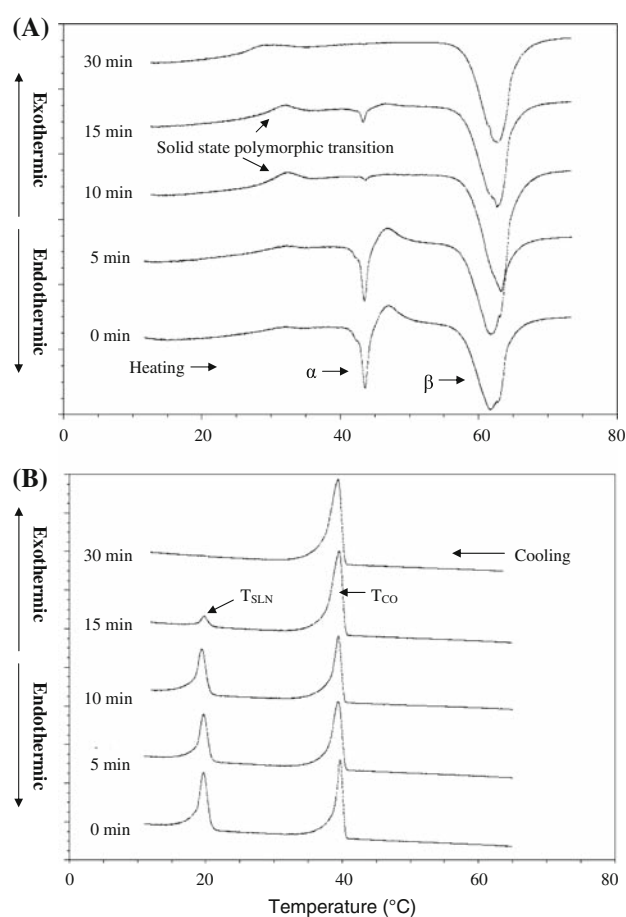 (A)
30 min
15 min
Solid state polymorphic transition
10 min
5 min
0 min
Heating
α
β
Exothermic
Endothermic
0 20 40 60 80
(B)
30 min
Cooling
T_SLN
T_CO
15 min
10 min
5 min
0 min
Exothermic
Endothermic
0 20 40 60 80
Temperature (°C)